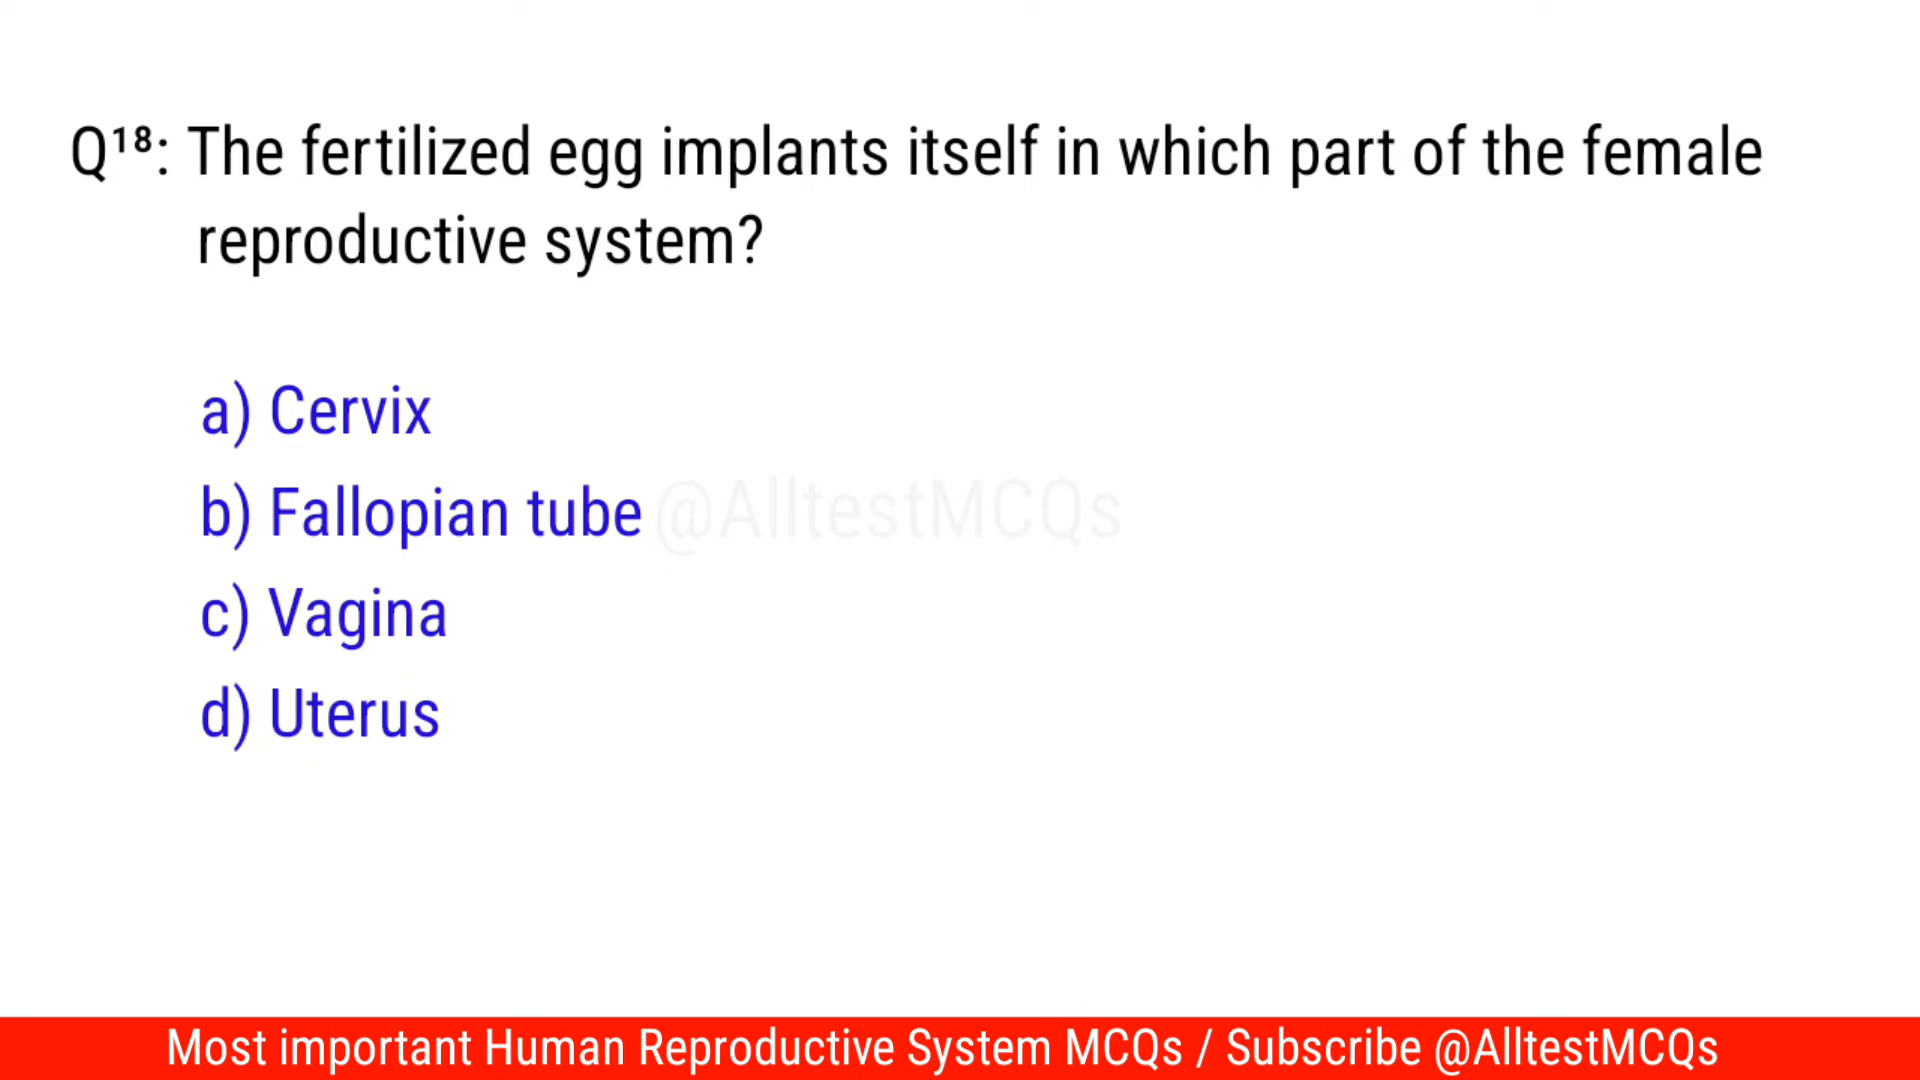 Q¹⁸: The fertilized egg implants itself in which part of the female
reproductive system?
a) Cervix
b) Fallopian tube
@AlltestMCQs
c) Vagina
d) Uterus
Most important Human Reproductive System MCQs / Subscribe @AlltestMCQs